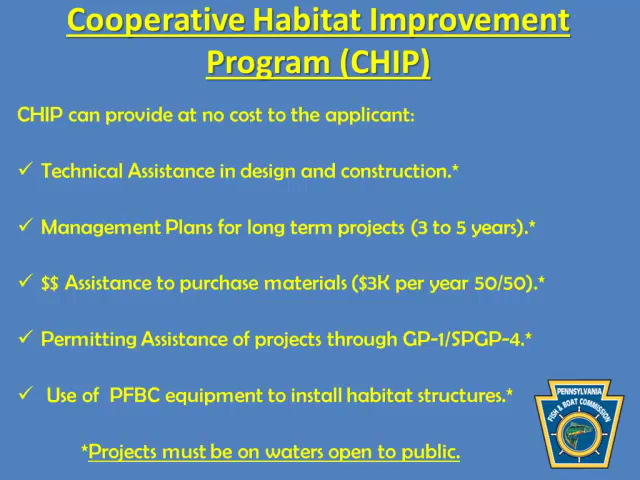 Cooperative Habitat Improvement
Program (CHIP)
CHIP can provide at no cost to the applicant:
✓ Technical Assistance in design and construction.*
✓ Management Plans for long term projects (3 to 5 years).*
✓ $$ Assistance to purchase materials ($3K per year 50/50).*
✓ Permitting Assistance of projects through GP-1/SPGP-4.*
✓ Use of PFBC equipment to install habitat structures.*
*Projects must be on waters open to public.
PENNSYLVANIA
FISH & BOAT COMMISSION